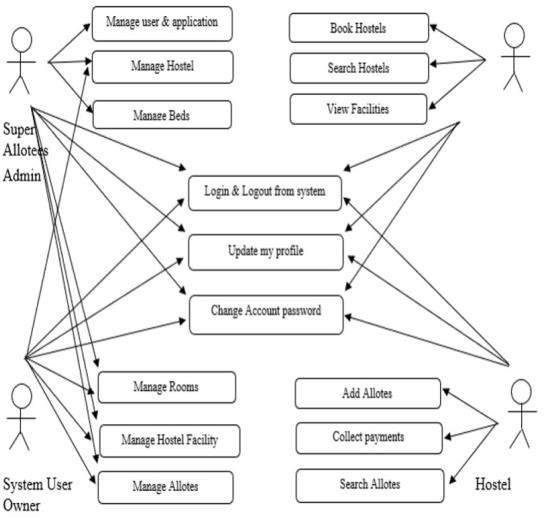 Manage user & application
Manage Hostel
Manage Beds
Book Hostels
Search Hostels
View Facilities
Super
Allotees
Admin
Login & Logout from system
Update my profile
Change Account password
Manage Rooms
Manage Hostel Facility
Manage Allotes
Add Allotes
Collect payments
Search Allotes
System User
Owner
Hostel